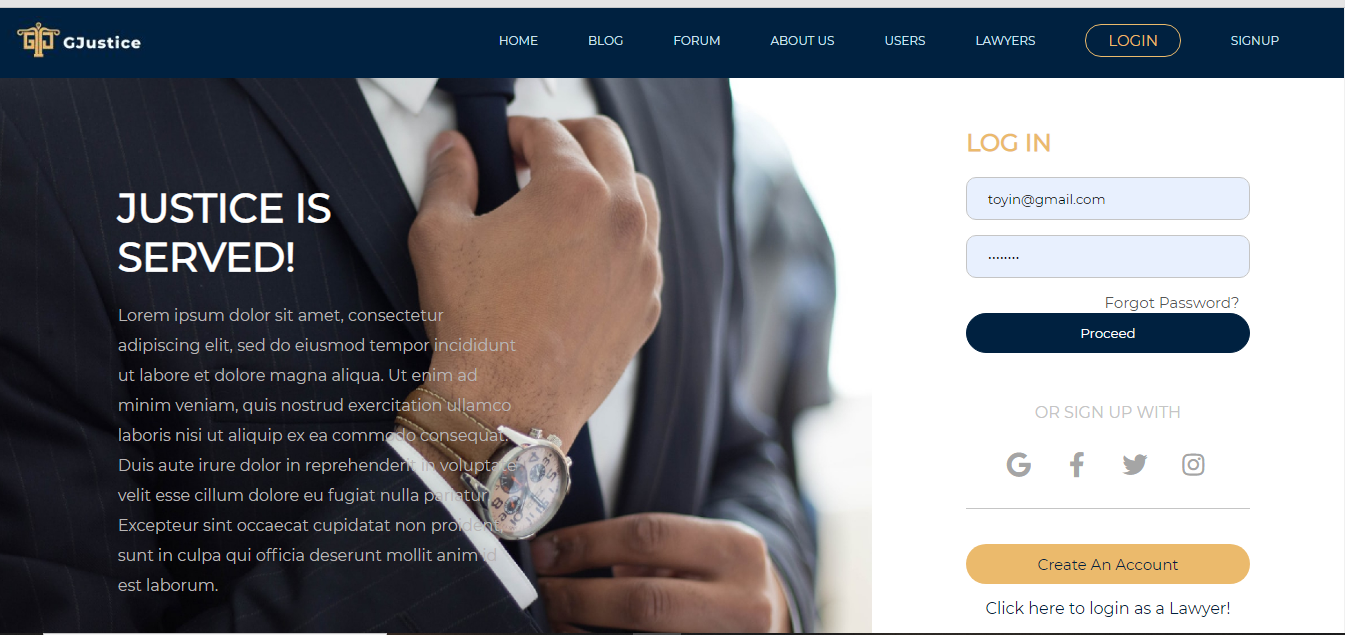 GJustice
HOME BLOG FORUM ABOUT US USERS LAWYERS LOGIN SIGNUP
JUSTICE IS
SERVED!
Lorem ipsum dolor sit amet, consectetur
adipiscing elit, sed do eiusmod tempor incididunt
ut labore et dolore magna aliqua. Ut enim ad
minim veniam, quis nostrud exercitation ullamco
laboris nisi ut aliquip ex ea commodo consequat.
Duis aute irure dolor in reprehenderit in voluptate
velit esse cillum dolore eu fugiat nulla pariatur.
Excepteur sint occaecat cupidatat non proident,
sunt in culpa qui officia deserunt mollit anim id
est laborum.
LOG IN
toyin@gmail.com
········
Forgot Password?
Proceed
OR SIGN UP WITH
Create An Account
Click here to login as a Lawyer!